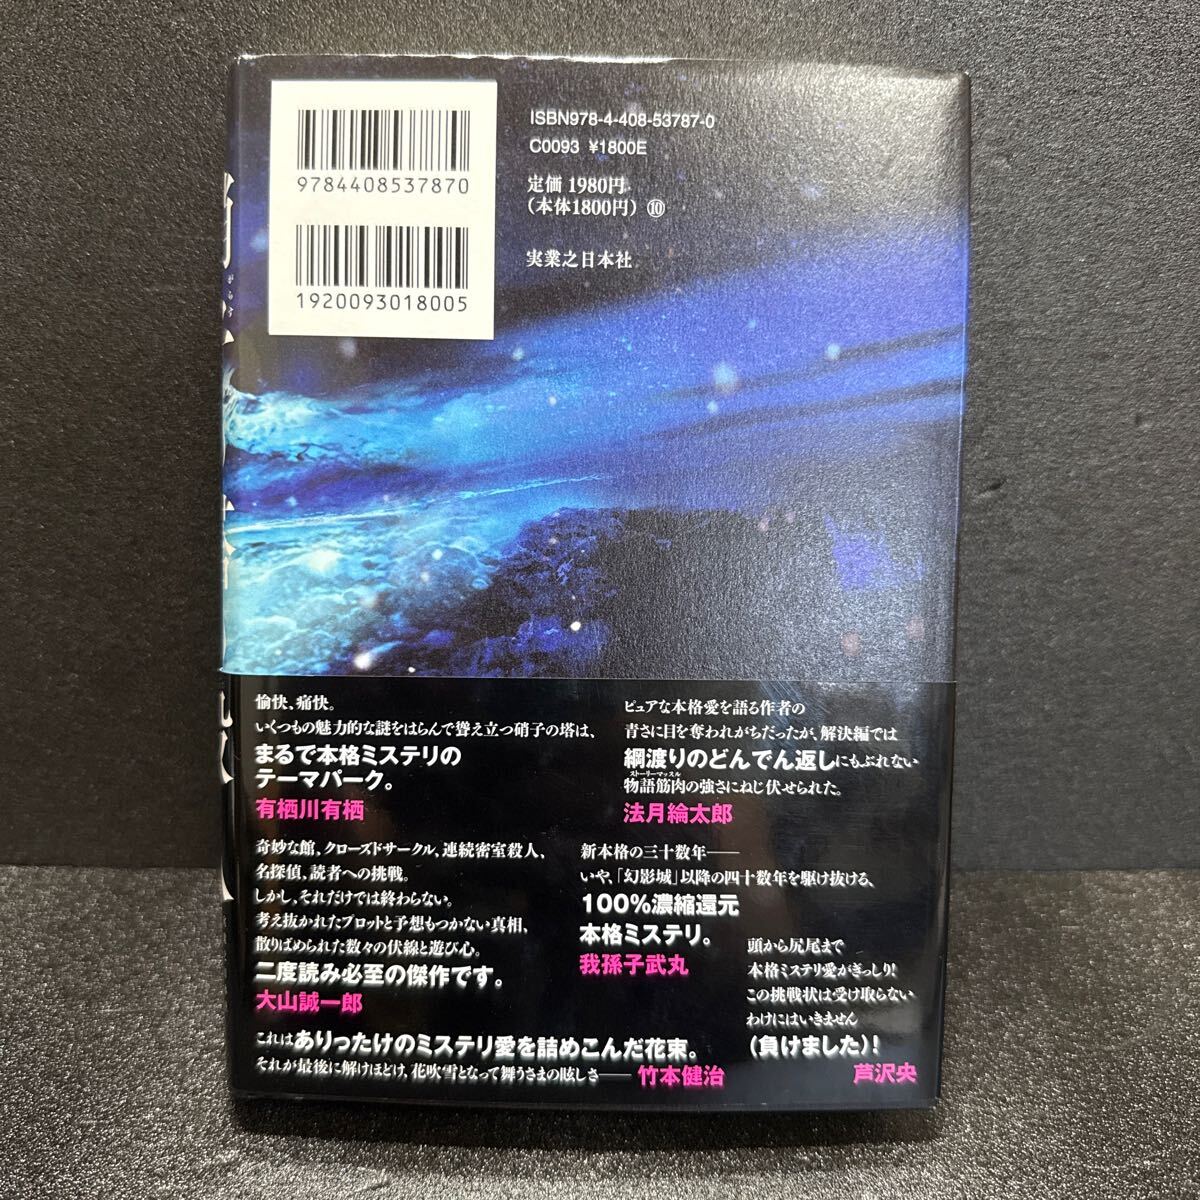 9784408537870
1920093018005
ISBN978-4-408-53787-0
C0093 ¥1800E
定価 1980円
(本体1800円) ⑩
実業之日本社
がらす
愉快、痛快。
いくつもの魅力的な謎をはらんで聳え立つ硝子の塔は、
まるで本格ミステリの
テーマパーク。
有栖川有栖
ピュアな本格愛を語る作者の
青さに目を奪われがちだったが、解決編では
綱渡りのどんでん返しにもぶれない
ストーリーマッスル
物語筋肉の強さにねじ伏せられた。
法月綸太郎
奇妙な館、クローズドサークル、連続密室殺人、
名探偵、読者への挑戦。
しかし、それだけでは終わらない。
考え抜かれたプロットと予想もつかない真相、
散りばめられた数々の伏線と遊び心。
二度読み必至の傑作です。
大山誠一郎
新本格の三十数年——
いや、「幻影城」以降の四十数年を駆け抜ける、
100%濃縮還元
本格ミステリ。
我孫子武丸
頭から尻尾まで
本格ミステリ愛がぎっしり!
この挑戦状は受け取らない
わけにはいきません
(負けました)!
芦沢央
これはありったけのミステリ愛を詰めこんだ花束。
それが最後に解けほどけ、花吹雪となって舞うさまの眩しさ——竹本健治